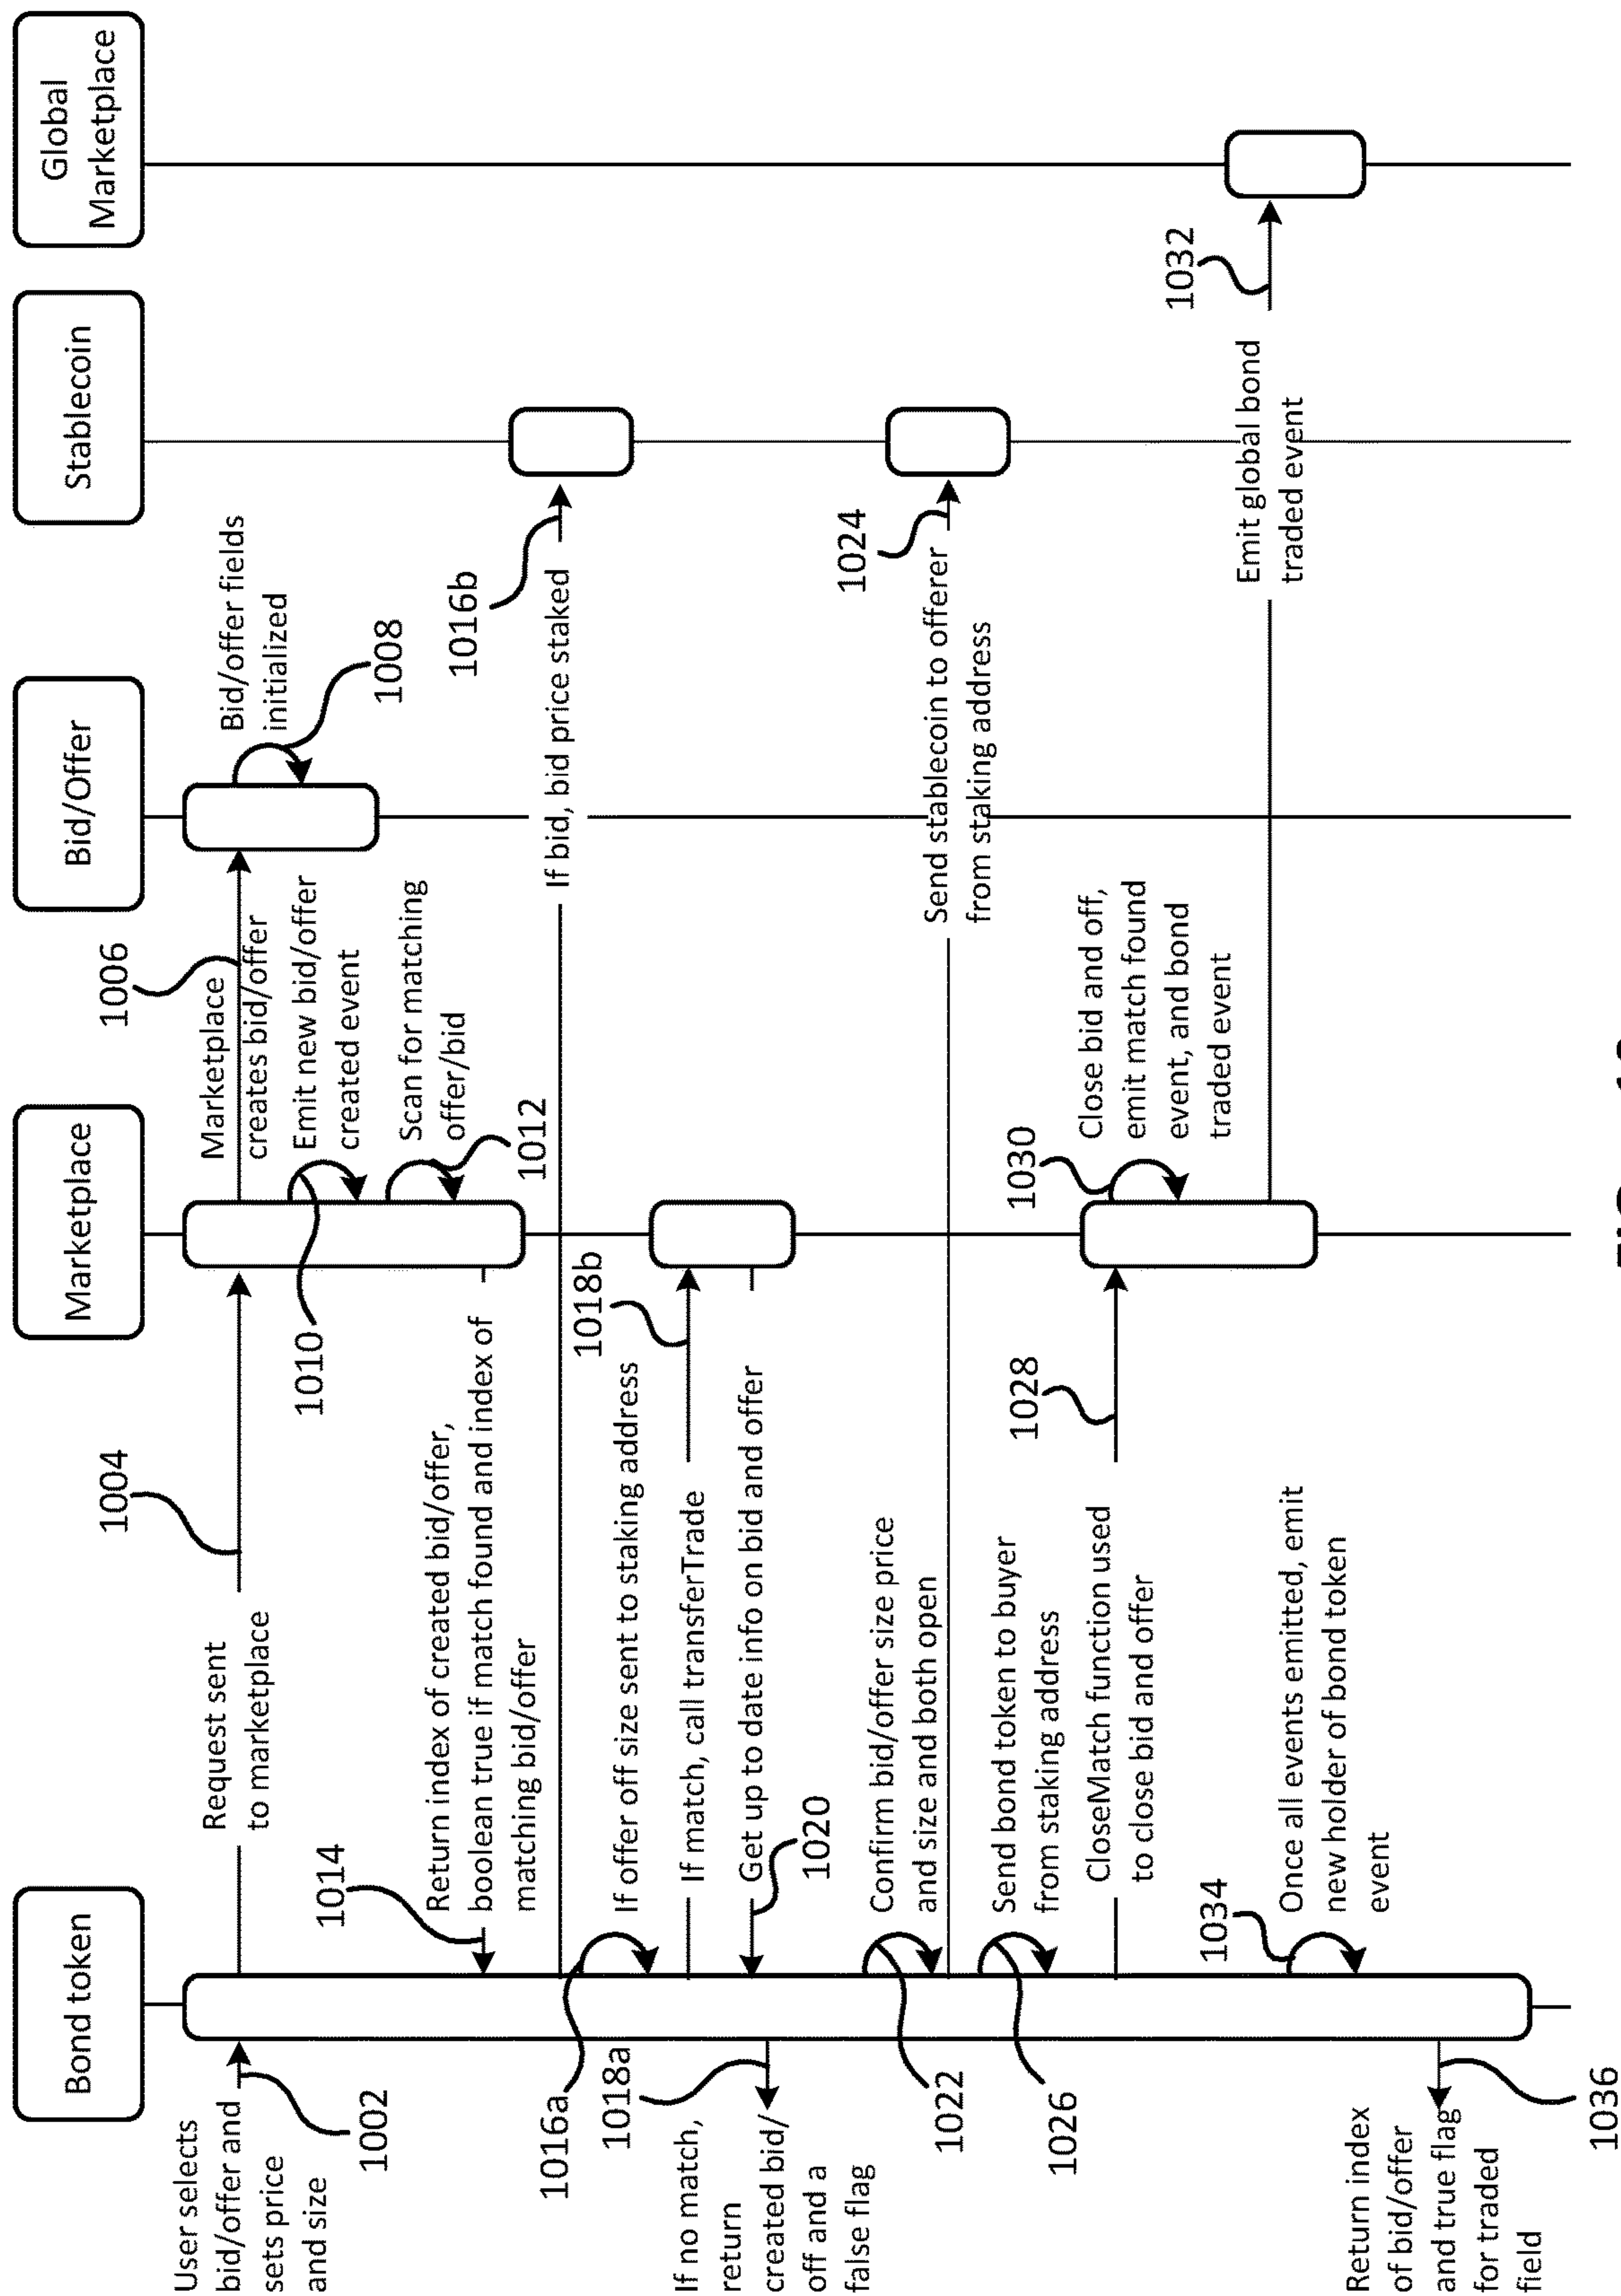 Bond token
Marketplace
Bid/Offer
Stablecoin
Global
Marketplace
User selects
bid/offer and
sets price
and size
1002
Request sent
to marketplace
1004
Marketplace
creates bid/offer
1006
Bid/offer fields
initialized
1008
Emit new bid/offer
created event
1010
Scan for matching
offer/bid
1012
1014
Return index of created bid/offer,
boolean true if match found and index of
matching bid/offer
If bid, bid price staked
1016b
1016a
If offer off size sent to staking address
1018a
If no match,
return
created bid/
off and a
false flag
If match, call transferTrade
1018b
Get up to date info on bid and offer
1020
Confirm bid/offer size price
and size and both open
1022
Send stablecoin to offerer
from staking address
1024
Send bond token to buyer
from staking address
1026
CloseMatch function used
to close bid and offer
1028
1030
Close bid and off,
emit match found
event, and bond
traded event
Emit global bond
traded event
1032
1034
Once all events emitted, emit
new holder of bond token
event
Return index
of bid/offer
and true flag
for traded
field
1036